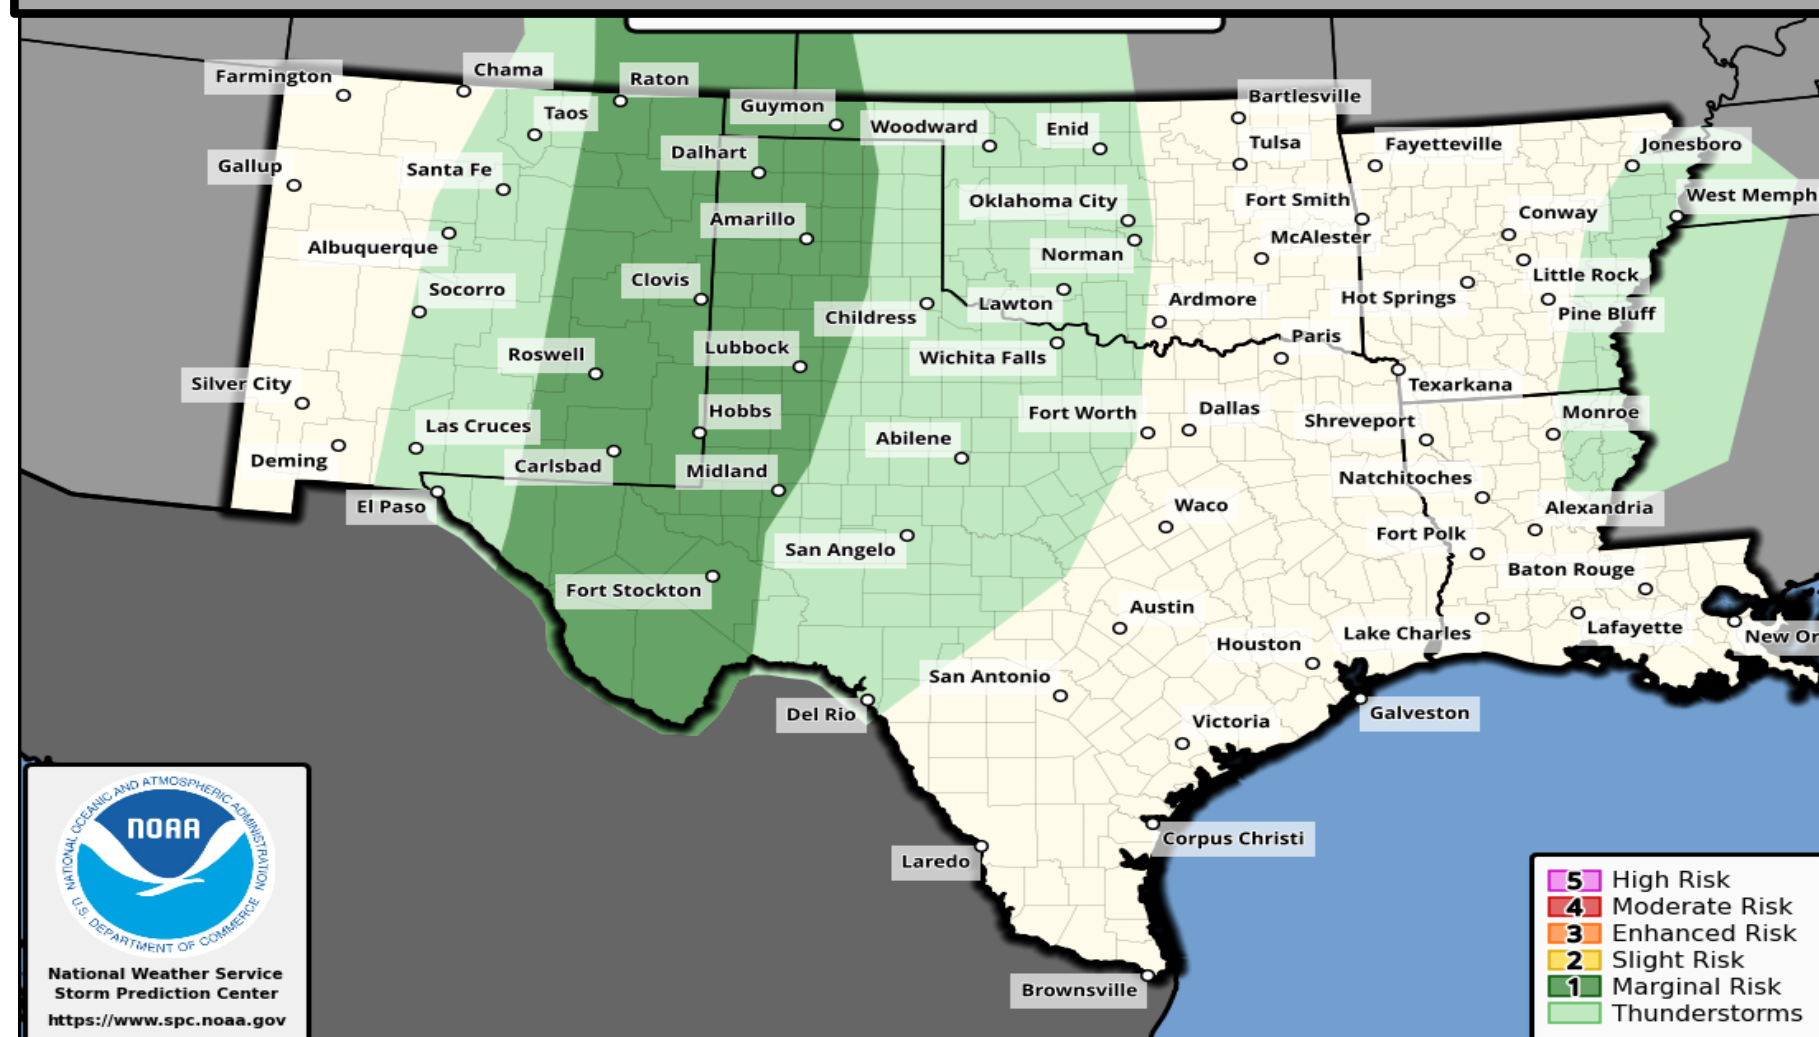 Farmington
Chama
Raton
Taos
Guymon
Woodward
Enid
Bartlesville
Tulsa
Fayetteville
Jonesboro
Gallup
Santa Fe
Dalhart
Oklahoma City
Fort Smith
Conway
West Memph
Albuquerque
Amarillo
Norman
McAlester
Socorro
Clovis
Childress
Lawton
Ardmore
Hot Springs
Little Rock
Pine Bluff
Roswell
Lubbock
Wichita Falls
Paris
Texarkana
Silver City
Las Cruces
Hobbs
Abilene
Fort Worth
Dallas
Shreveport
Monroe
Deming
Carlsbad
Midland
Natchitoches
El Paso
San Angelo
Waco
Fort Polk
Alexandria
Fort Stockton
Austin
Baton Rouge
Houston
Lake Charles
Lafayette
New Or
San Antonio
Del Rio
Victoria
Galveston
Laredo
Corpus Christi
Brownsville
NATIONAL OCEANIC AND ATMOSPHERIC ADMINISTRATION
NOAA
U.S. DEPARTMENT OF COMMERCE
National Weather Service
Storm Prediction Center
https://www.spc.noaa.gov
5 High Risk
4 Moderate Risk
3 Enhanced Risk
2 Slight Risk
1 Marginal Risk
Thunderstorms